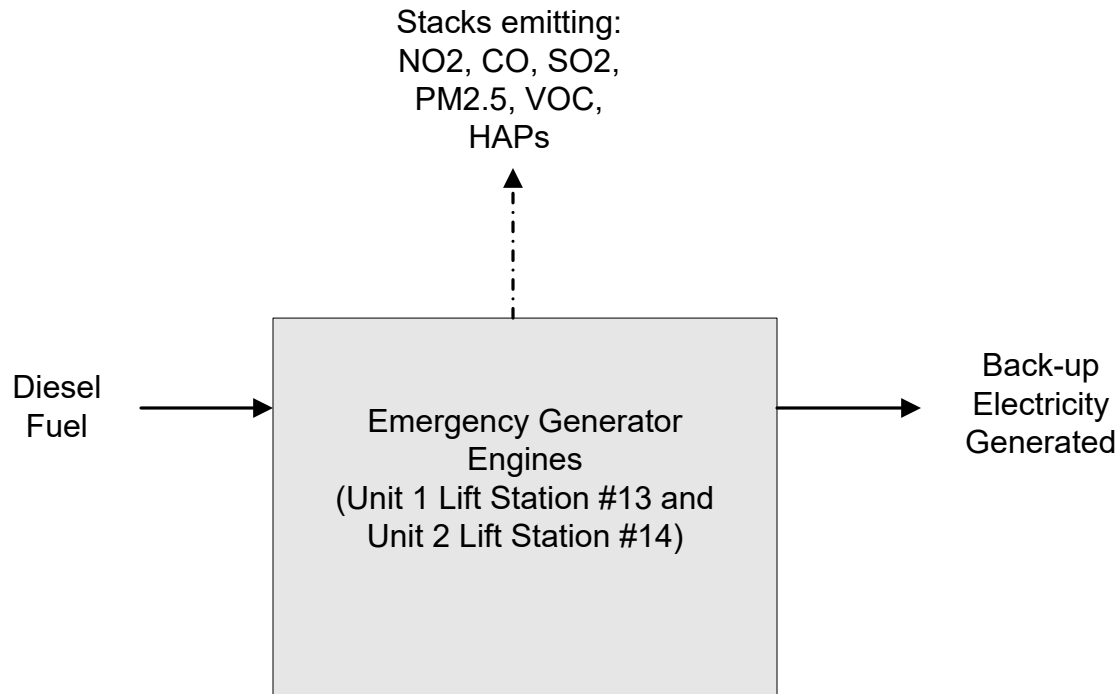 Stacks emitting:
NO2, CO, SO2,
PM2.5, VOC,
HAPs
Diesel
Fuel
Emergency Generator
Engines
(Unit 1 Lift Station #13 and
Unit 2 Lift Station #14)
Back-up
Electricity
Generated